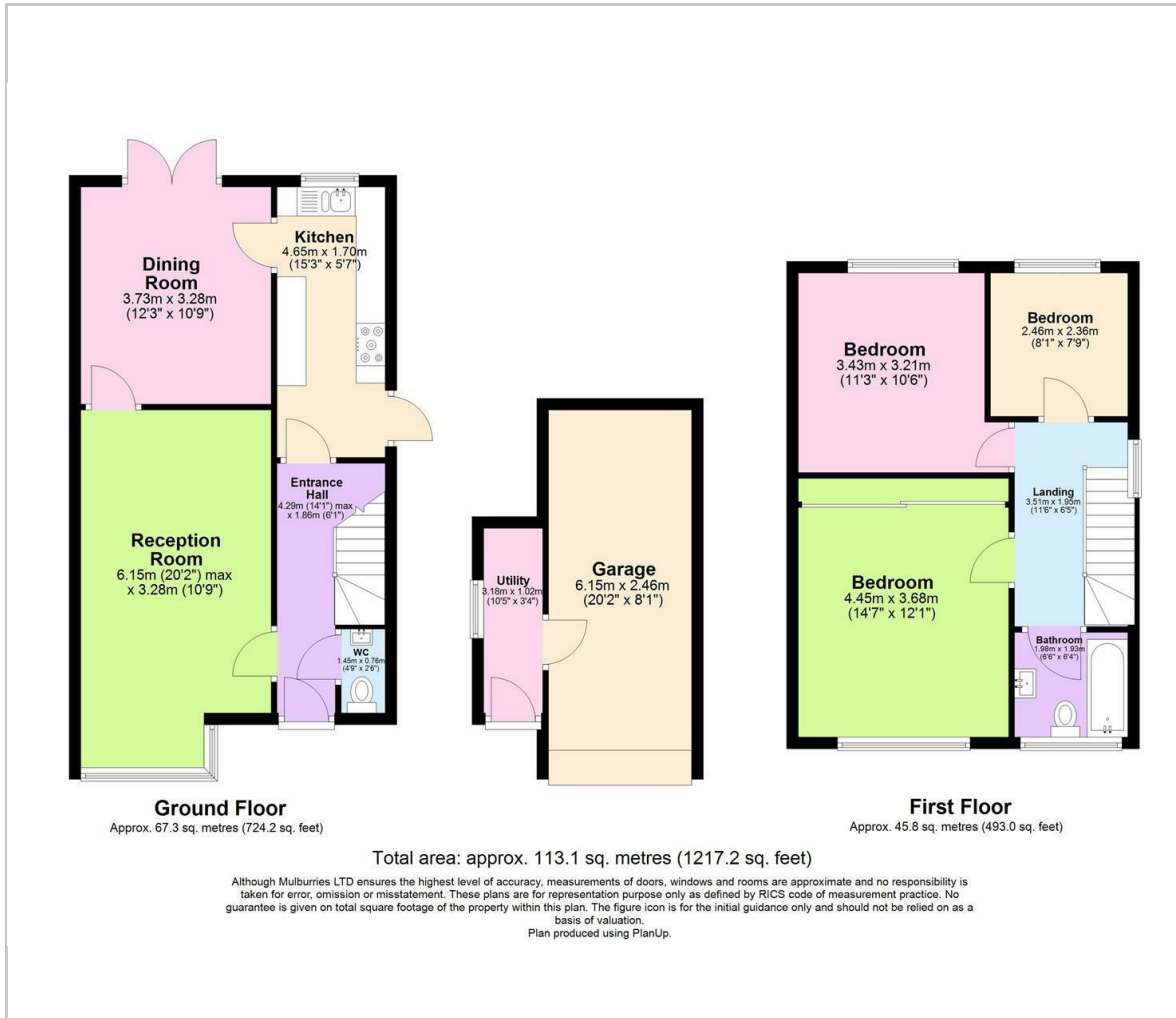 Dining
Room
3.73m x 3.28m
(12'3" x 10'9")
Kitchen
4.65m x 1.70m
(15'3" x 5'7")
Reception
Room
6.15m (20'2") max
x 3.28m (10'9")
Entrance
Hall
4.29m (14'1") max
x 1.86m (6'1")
WC
1.45m x 0.76m
(4'9" x 2'6")
Utility
3.18m x 1.02m
(10'5" x 3'4")
Garage
6.15m x 2.46m
(20'2" x 8'1")
Bedroom
3.43m x 3.21m
(11'3" x 10'6")
Bedroom
2.46m x 2.36m
(8'1" x 7'9")
Landing
3.51m x 1.95m
(11'6" x 6'5")
Bedroom
4.45m x 3.68m
(14'7" x 12'1")
Bathroom
1.98m x 1.93m
(6'6" x 6'4")
Ground Floor
Approx. 67.3 sq. metres (724.2 sq. feet)
First Floor
Approx. 45.8 sq. metres (493.0 sq. feet)
Total area: approx. 113.1 sq. metres (1217.2 sq. feet)
Although Mulburries LTD ensures the highest level of accuracy, measurements of doors, windows and rooms are approximate and no responsibility is
taken for error, omission or misstatement. These plans are for representation purpose only as defined by RICS code of measurement practice. No
guarantee is given on total square footage of the property within this plan. The figure icon is for the initial guidance only and should not be relied on as a
basis of valuation.
Plan produced using PlanUp.